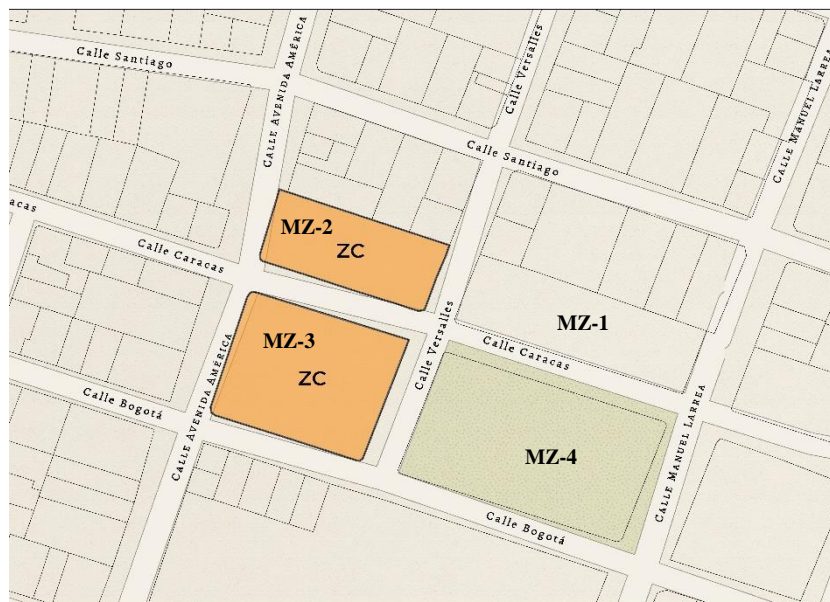 Calle Santiago
CALLE AVENIDA AMÉRICA
Calle Versalles
CALLE MANUEL LARREA
Calle Santiago
acas
MZ-2
ZC
Calle Caracas
MZ-3
ZC
Calle Versalles
MZ-1
Calle Caracas
CALLE AVENIDA AMÉRICA
Calle Bogotá
MZ-4
CALLE MANUEL LARREA
Calle Bogotá